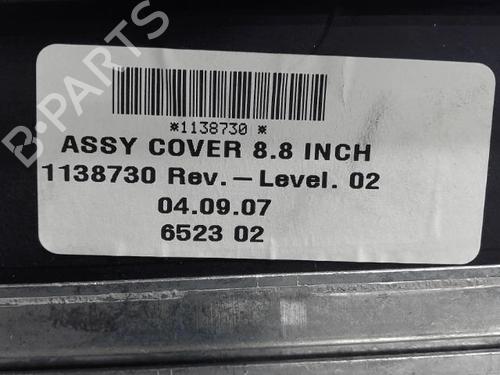 B-PARTS
*1138730 *
ASSY COVER 8.8 INCH
1138730 Rev.-Level. 02
04.09.07
6523 02